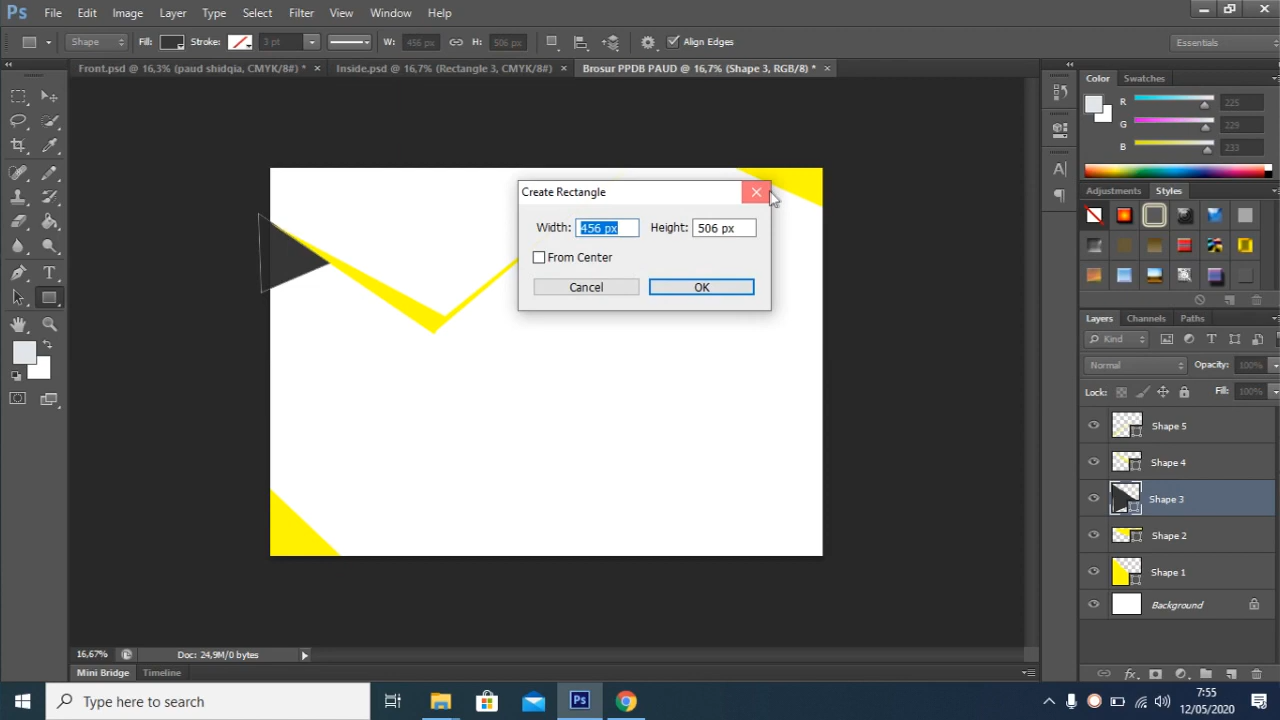 Ps File Edit Image Layer Type Select Filter View Window Help
Shape Fill: Stroke: 3 pt W: 456 px H: 506 px Align Edges Essentials
Front.psd @ 16,3% (paud shidqia, CMYK/8#) * × Inside.psd @ 16,7% (Rectangle 3, CMYK/8#) × Brosur PPDB PAUD @ 16,7% (Shape 3, RGB/8) * ×
Color Swatches
R 225
G 229
B 233
Adjustments Styles
Create Rectangle
Width: 456 px Height: 506 px
From Center
Cancel OK
Layers Channels Paths
Kind
Normal Opacity: 100%
Lock: Fill: 100%
Shape 5
Shape 4
Shape 3
Shape 2
Shape 1
Background
16,67% Doc: 24,9M/0 bytes
Mini Bridge Timeline
Type here to search
Ps
7:55
12/05/2020